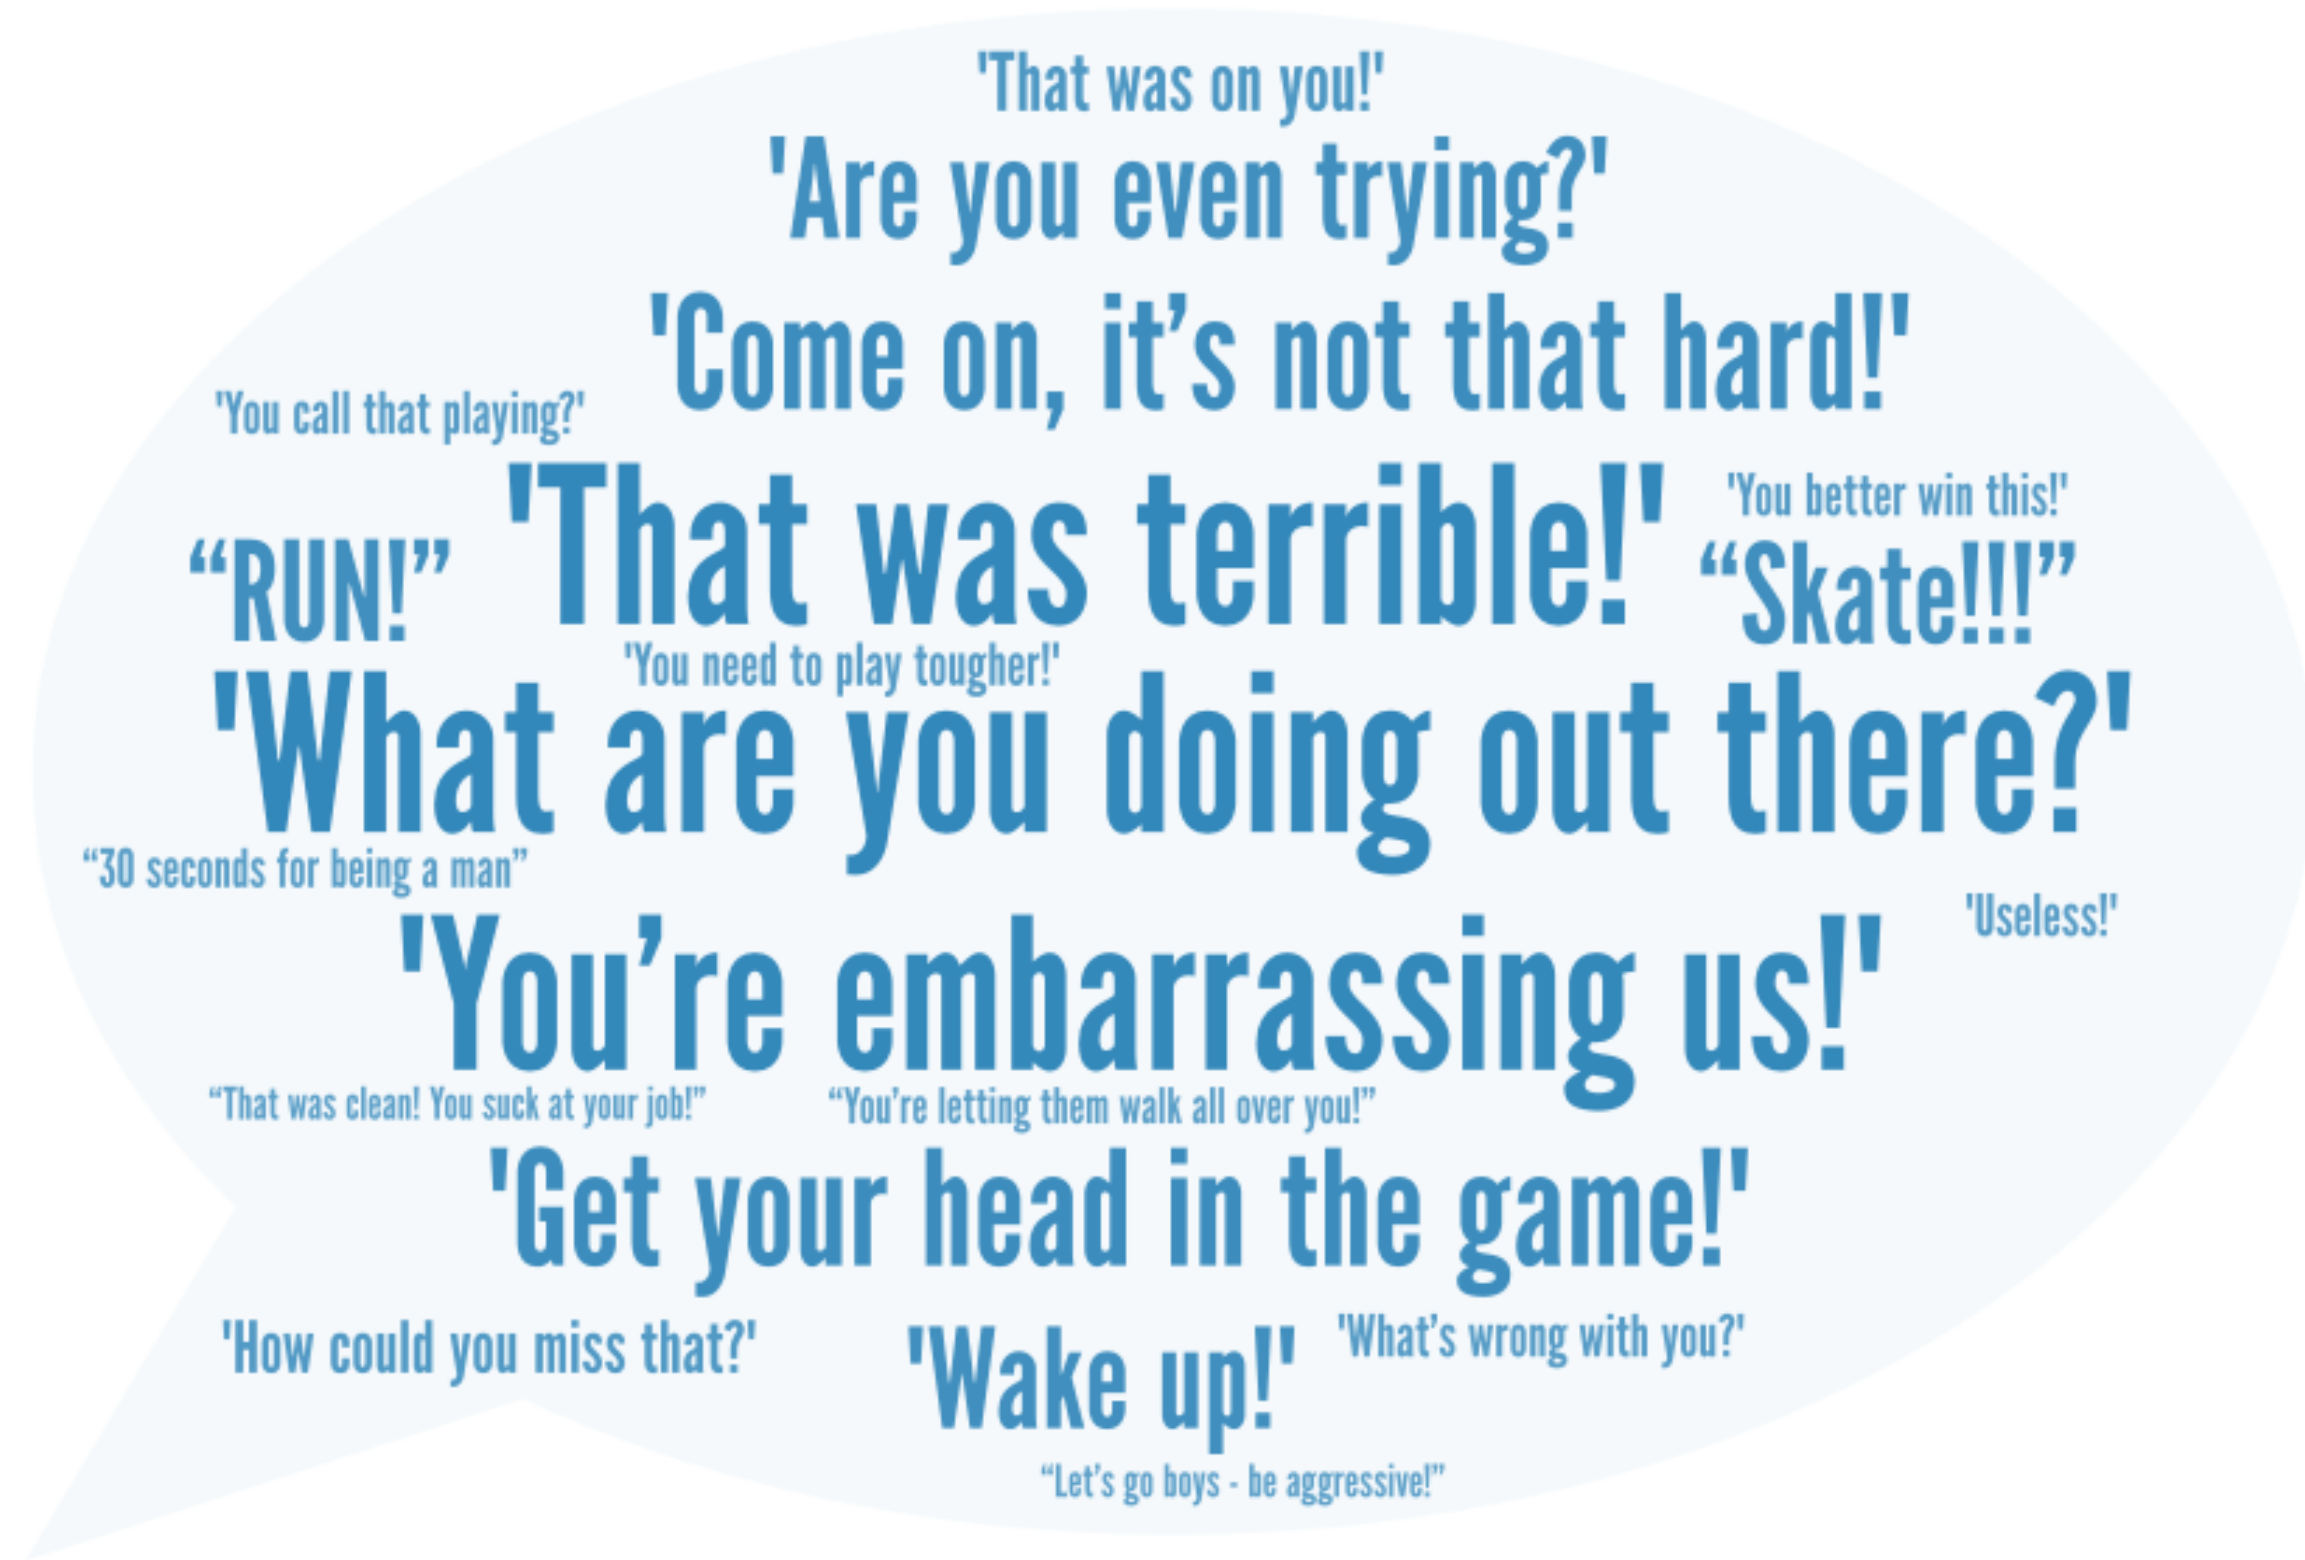 'That was on you!'
'Are you even trying?'
'Come on, it’s not that hard!'
'You call that playing?'
'That was terrible!'
'You better win this!'
“RUN!”
“Skate!!!”
'You need to play tougher!'
'What are you doing out there?'
“30 seconds for being a man”
'Useless!'
'You’re embarrassing us!'
“That was clean! You suck at your job!”
“You’re letting them walk all over you!”
'Get your head in the game!'
'How could you miss that?'
'Wake up!'
'What’s wrong with you?'
“Let’s go boys - be aggressive!”